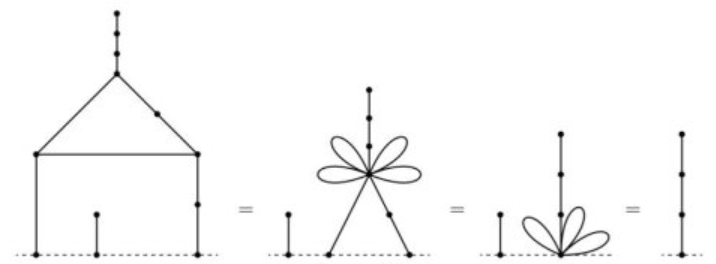 = = =